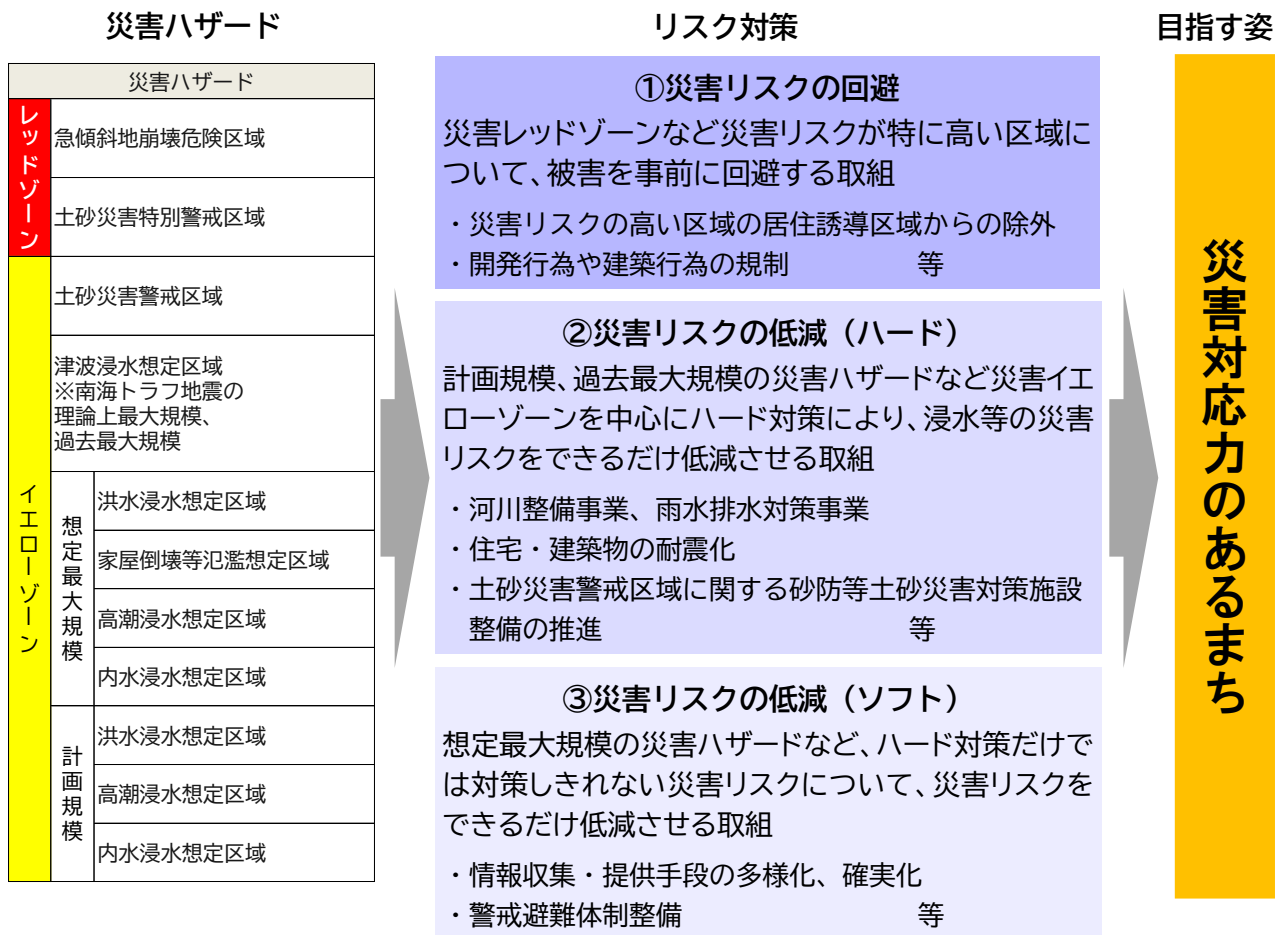 災害ハザード
リスク対策
目指す姿
災害ハザード
レッドゾーン
急傾斜地崩壊危険区域
土砂災害特別警戒区域
イエローゾーン
土砂災害警戒区域
津波浸水想定区域
※南海トラフ地震の
理論上最大規模、
過去最大規模
想定最大規模
洪水浸水想定区域
家屋倒壊等氾濫想定区域
高潮浸水想定区域
内水浸水想定区域
計画規模
洪水浸水想定区域
高潮浸水想定区域
内水浸水想定区域
①災害リスクの回避
災害レッドゾーンなど災害リスクが特に高い区域に
ついて、被害を事前に回避する取組
・災害リスクの高い区域の居住誘導区域からの除外
・開発行為や建築行為の規制 等
②災害リスクの低減（ハード）
計画規模、過去最大規模の災害ハザードなど災害イエ
ローゾーンを中心にハード対策により、浸水等の災害
リスクをできるだけ低減させる取組
・河川整備事業、雨水排水対策事業
・住宅・建築物の耐震化
・土砂災害警戒区域に関する砂防等土砂災害対策施設
整備の推進 等
③災害リスクの低減（ソフト）
想定最大規模の災害ハザードなど、ハード対策だけで
は対策しきれない災害リスクについて、災害リスクを
できるだけ低減させる取組
・情報収集・提供手段の多様化、確実化
・警戒避難体制整備 等
災害対応力のあるまち